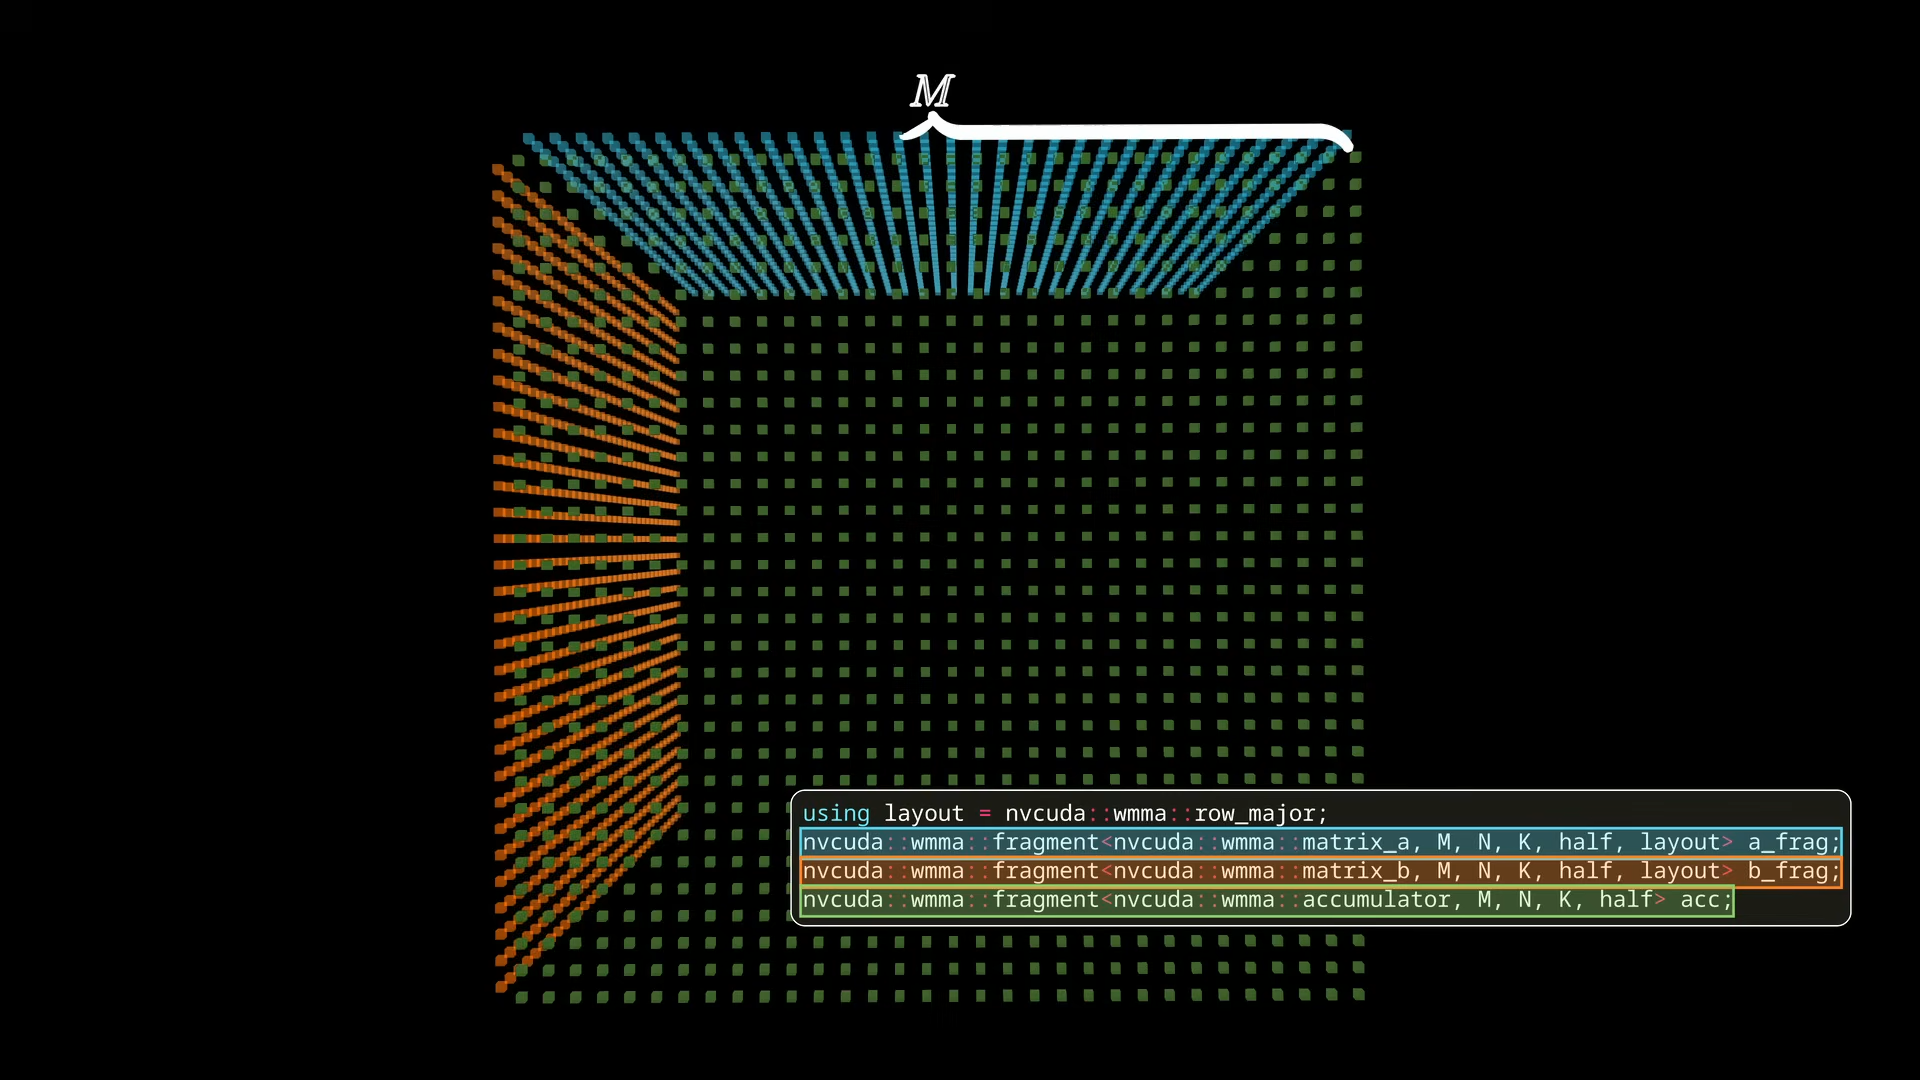 M
using layout = nvcuda::wmma::row_major;
nvcuda::wmma::fragment<nvcuda::wmma::matrix_a, M, N, K, half, layout> a_frag;
nvcuda::wmma::fragment<nvcuda::wmma::matrix_b, M, N, K, half, layout> b_frag;
nvcuda::wmma::fragment<nvcuda::wmma::accumulator, M, N, K, half> acc;